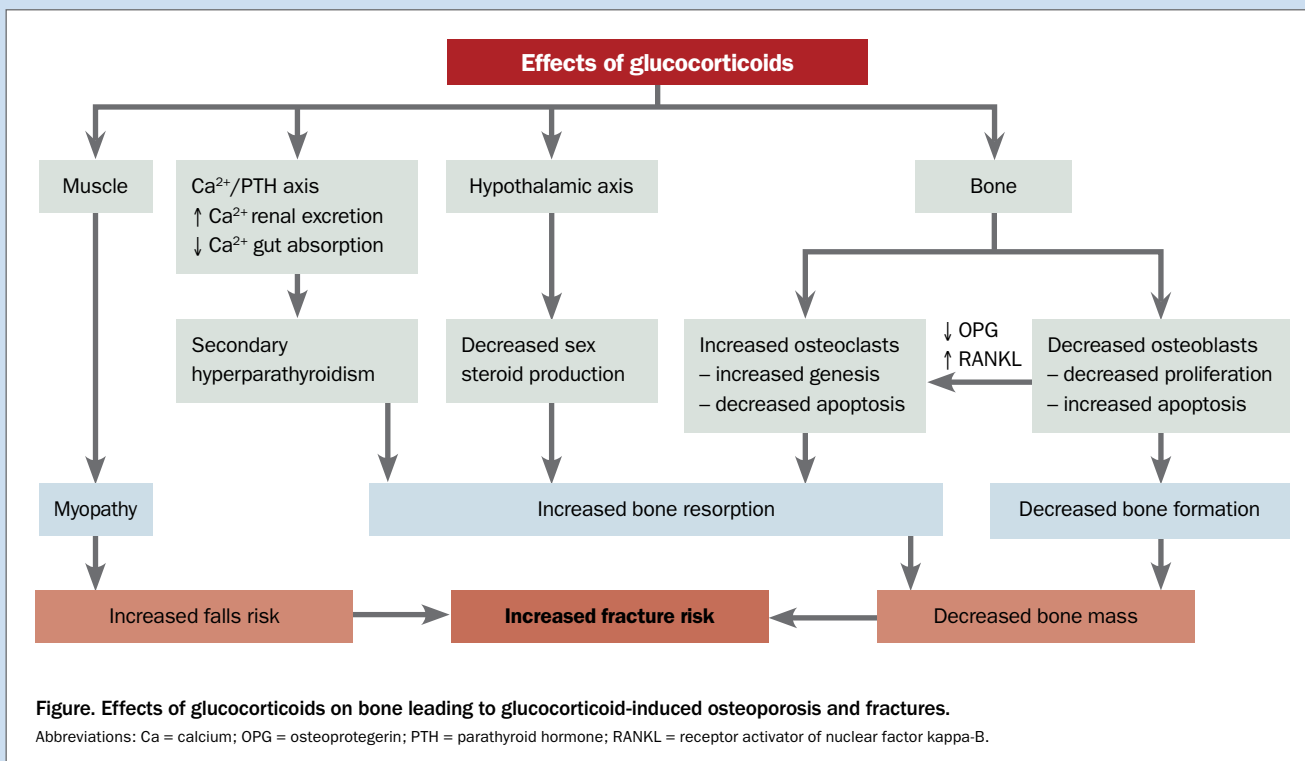 Effects of glucocorticoids
Muscle
Ca²⁺/PTH axis
↑ Ca²⁺ renal excretion
↓ Ca²⁺ gut absorption
Hypothalamic axis
Bone
Secondary
hyperparathyroidism
Decreased sex
steroid production
Increased osteoclasts
– increased genesis
– decreased apoptosis
↓ OPG
↑ RANKL
Decreased osteoblasts
– decreased proliferation
– increased apoptosis
Myopathy
Increased bone resorption
Decreased bone formation
Increased falls risk
Increased fracture risk
Decreased bone mass
Figure. Effects of glucocorticoids on bone leading to glucocorticoid-induced osteoporosis and fractures.
Abbreviations: Ca = calcium; OPG = osteoprotegerin; PTH = parathyroid hormone; RANKL = receptor activator of nuclear factor kappa-B.